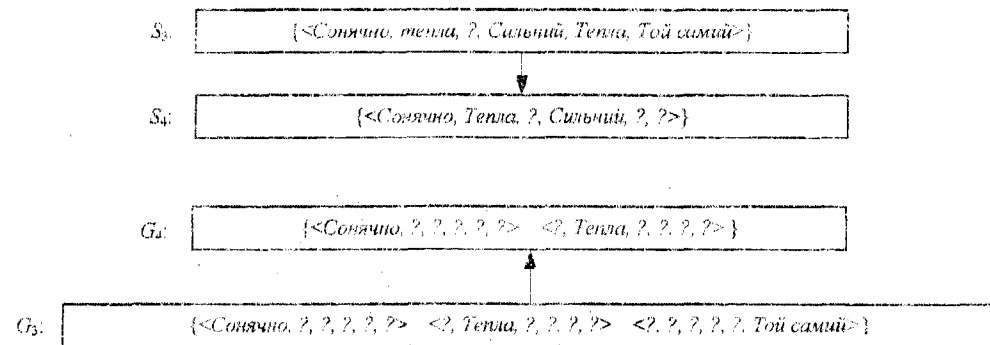 S₃: {<Сонячно, тепла, ?, Сильний, Тепла, Той самий>}
S₄: {<Сонячно, Тепла, ?, Сильний, ?, ?>}
G₄: {<Сонячно, ?, ?, ?, ?, ?> <?, Тепла, ?, ?, ?, ?>}
G₃: {<Сонячно, ?, ?, ?, ?, ?> <?, Тепла, ?, ?, ?, ?> <?, ?, ?, ?, ?, Той самий>}